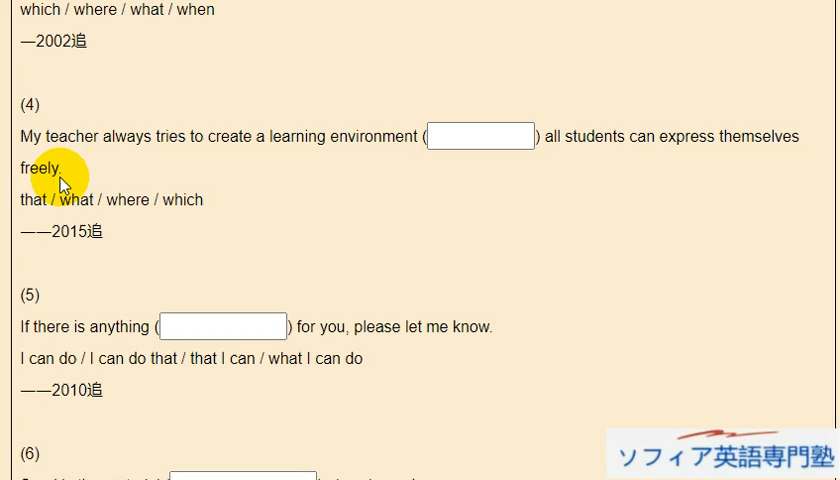 which / where / what / when
—2002追
(4)
My teacher always tries to create a learning environment ( ) all students can express themselves
freely.
that / what / where / which
——2015追
(5)
If there is anything ( ) for you, please let me know.
I can do / I can do that / that I can / what I can do
——2010追
(6)
ソフィア英語専門塾